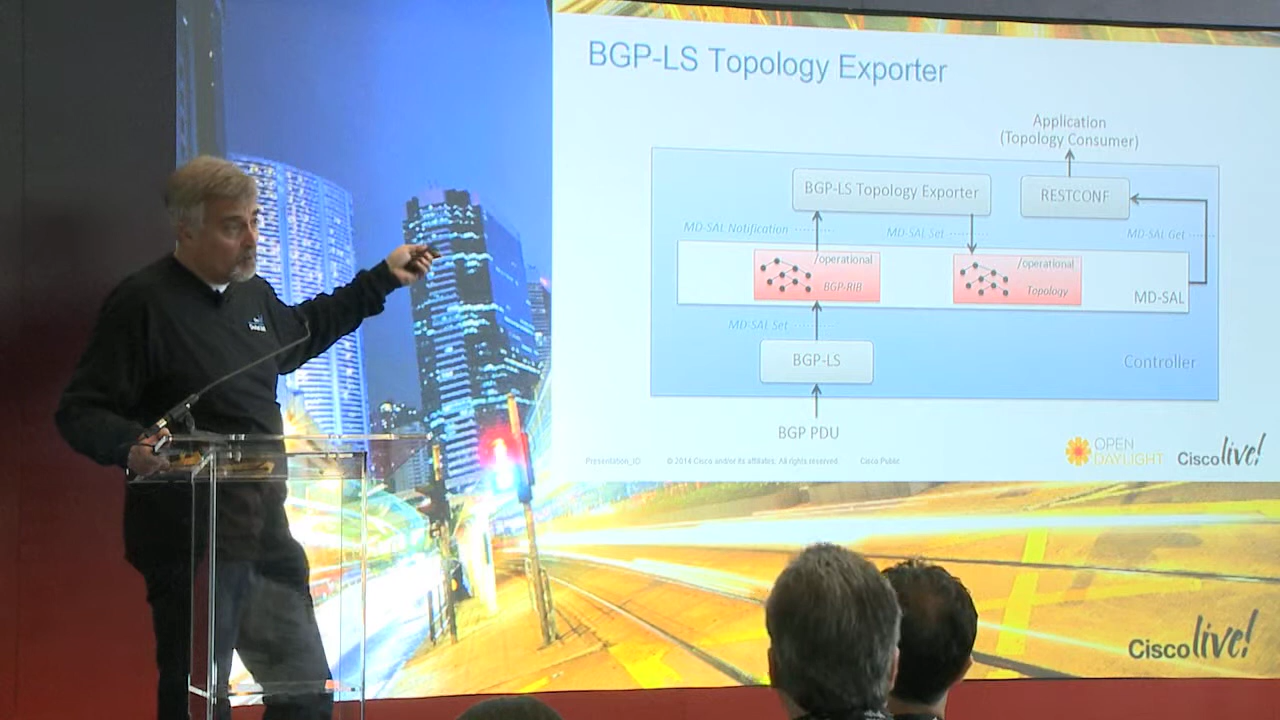 BGP-LS Topology Exporter
Application
(Topology Consumer)
BGP-LS Topology Exporter
RESTCONF
MD-SAL Notification
MD-SAL Set
MD-SAL Get
/operational
BGP-RIB
/operational
Topology
MD-SAL
MD-SAL Set
BGP-LS
Controller
BGP PDU
Presentation_ID
© 2014 Cisco and/or its affiliates. All rights reserved.
Cisco Public
OPEN
DAYLIGHT
Cisco live!
Cisco live!